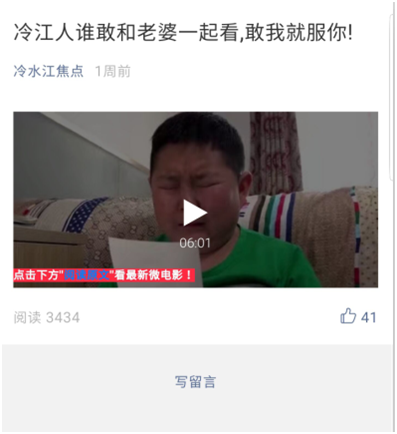 冷江人谁敢和老婆一起看,敢我就服你!
冷水江焦点 1周前
06:01
点击下方"阅读原文"看最新微电影！
阅读 3434
41
写留言